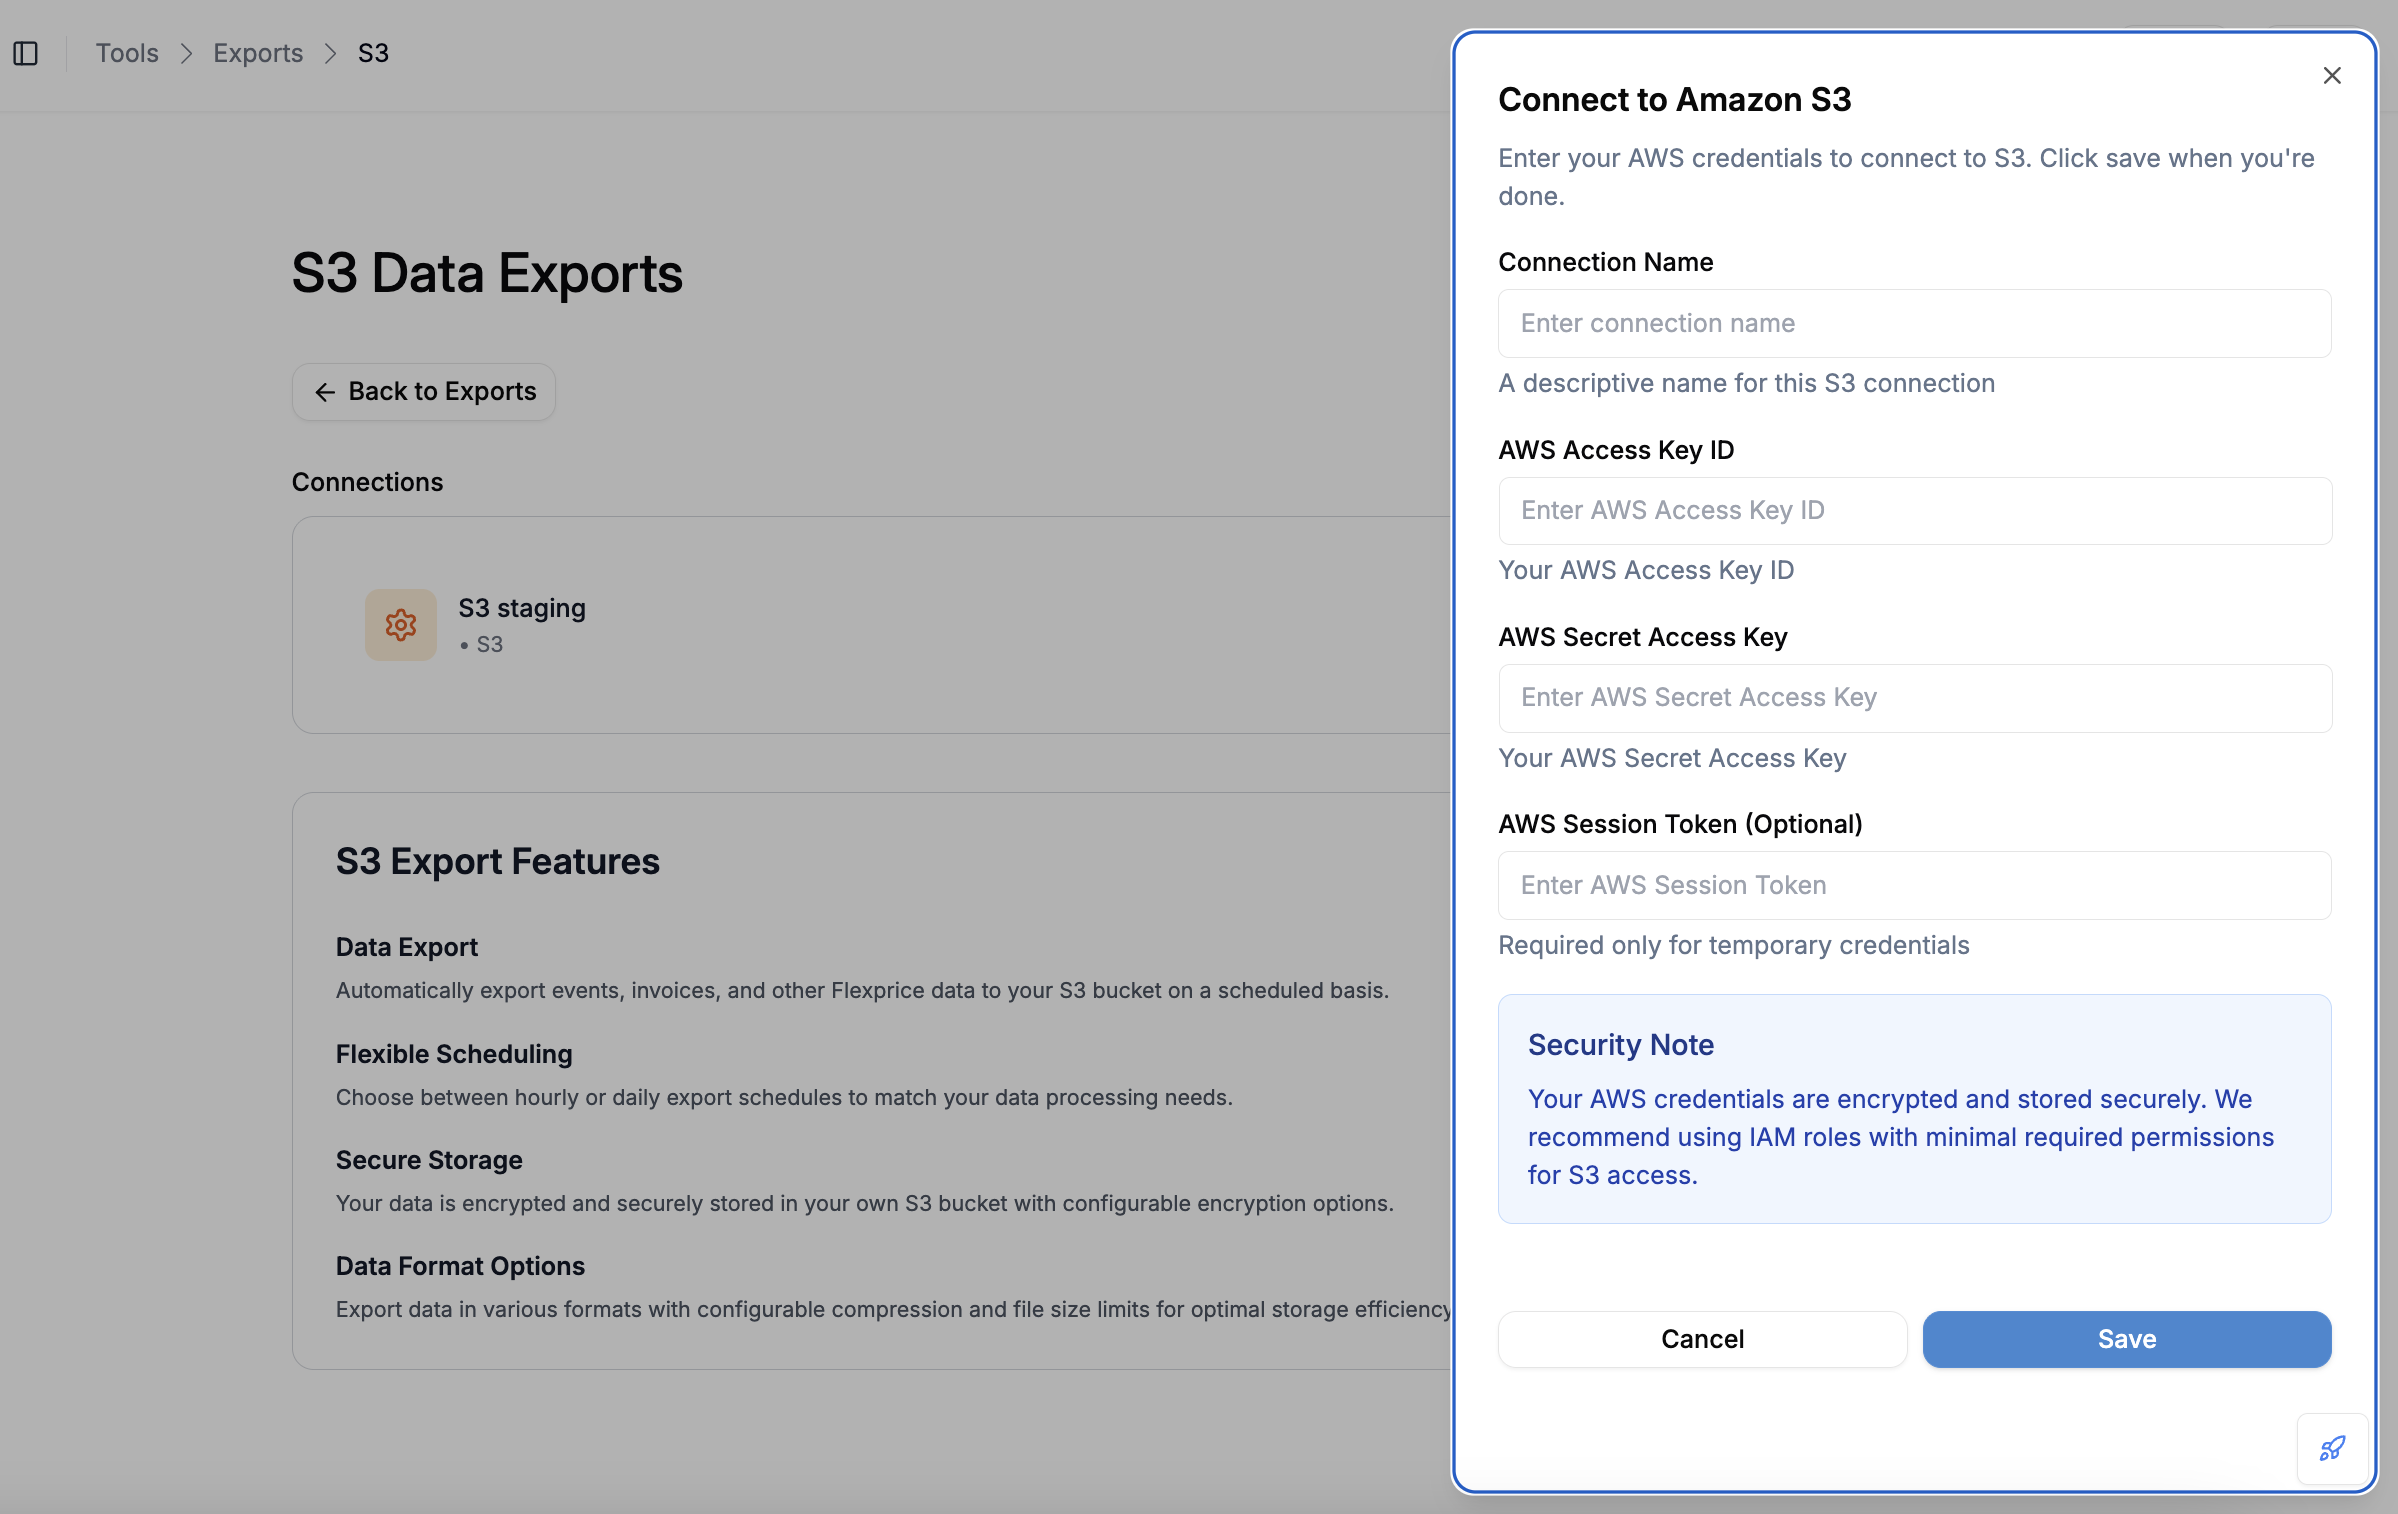 Tools
Exports
S3
S3 Data Exports
Back to Exports
Connections
S3 staging
• S3
S3 Export Features
Data Export
Automatically export events, invoices, and other Flexprice data to your S3 bucket on a scheduled basis.
Flexible Scheduling
Choose between hourly or daily export schedules to match your data processing needs.
Secure Storage
Your data is encrypted and securely stored in your own S3 bucket with configurable encryption options.
Data Format Options
Export data in various formats with configurable compression and file size limits for optimal storage efficiency
Connect to Amazon S3
Enter your AWS credentials to connect to S3. Click save when you're
done.
Connection Name
Enter connection name
A descriptive name for this S3 connection
AWS Access Key ID
Enter AWS Access Key ID
Your AWS Access Key ID
AWS Secret Access Key
Enter AWS Secret Access Key
Your AWS Secret Access Key
AWS Session Token (Optional)
Enter AWS Session Token
Required only for temporary credentials
Security Note
Your AWS credentials are encrypted and stored securely. We
recommend using IAM roles with minimal required permissions
for S3 access.
Cancel
Save